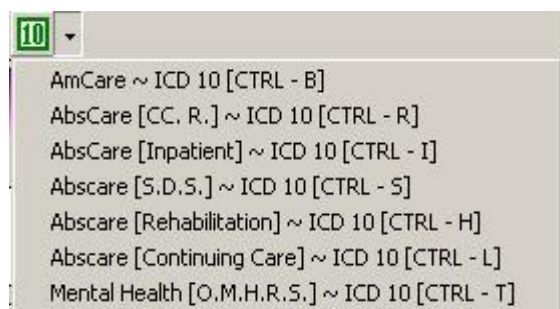 10
AmCare ~ ICD 10 [CTRL - B]
AbsCare [CC. R.] ~ ICD 10 [CTRL - R]
AbsCare [Inpatient] ~ ICD 10 [CTRL - I]
Abscare [S.D.S.] ~ ICD 10 [CTRL - S]
Abscare [Rehabilitation] ~ ICD 10 [CTRL - H]
Abscare [Continuing Care] ~ ICD 10 [CTRL - L]
Mental Health [O.M.H.R.S.] ~ ICD 10 [CTRL - T]